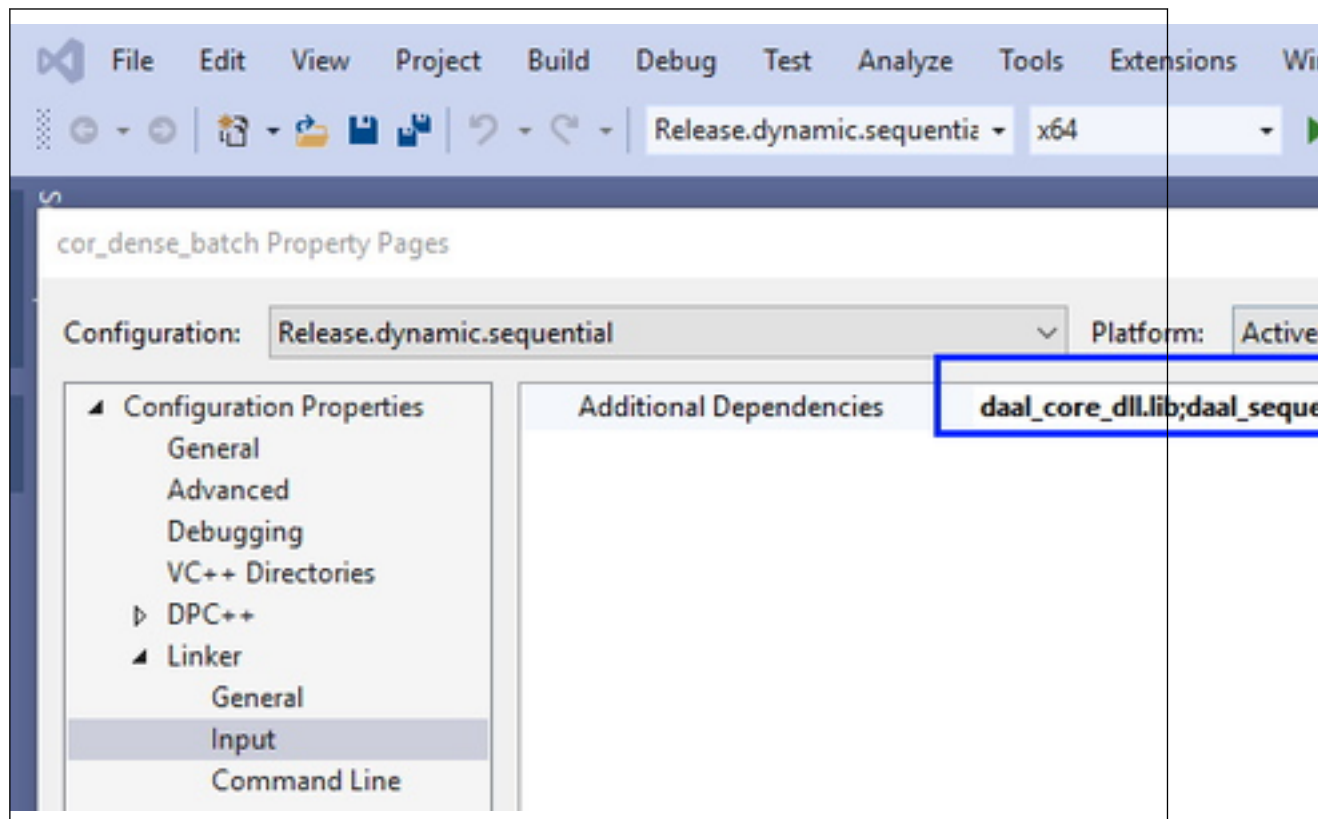 File Edit View Project Build Debug Test Analyze Tools Extensions
Release.dynamic.sequentia x64
cor_dense_batch Property Pages
Configuration: Release.dynamic.sequential Platform: Active
Configuration Properties Additional Dependencies daal_core_dll.lib;daal_seque
General
Advanced
Debugging
VC++ Directories
DPC++
Linker
General
Input
Command Line